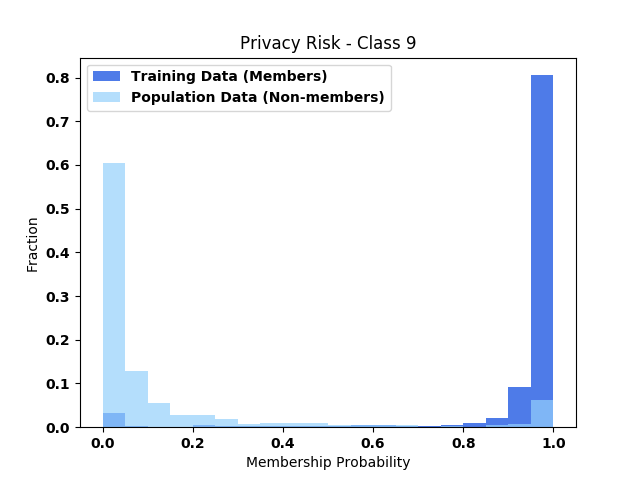 Privacy Risk - Class 9
Training Data (Members)
Population Data (Non-members)
0.8
0.7
0.6
0.5
0.4
0.3
0.2
0.1
0.0
Fraction
0.0 0.2 0.4 0.6 0.8 1.0
Membership Probability